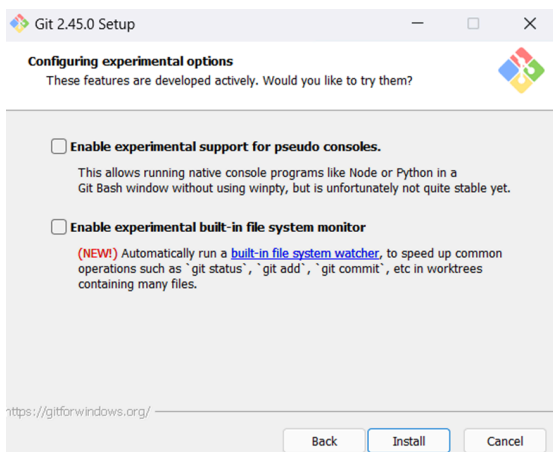 Git 2.45.0 Setup
Configuring experimental options
These features are developed actively. Would you like to try them?
Enable experimental support for pseudo consoles.
This allows running native console programs like Node or Python in a
Git Bash window without using winpty, but is unfortunately not quite stable yet.
Enable experimental built-in file system monitor
(NEW!) Automatically run a built-in file system watcher, to speed up common
operations such as `git status`, `git add`, `git commit`, etc in worktrees
containing many files.
https://gitforwindows.org/
Back
Install
Cancel